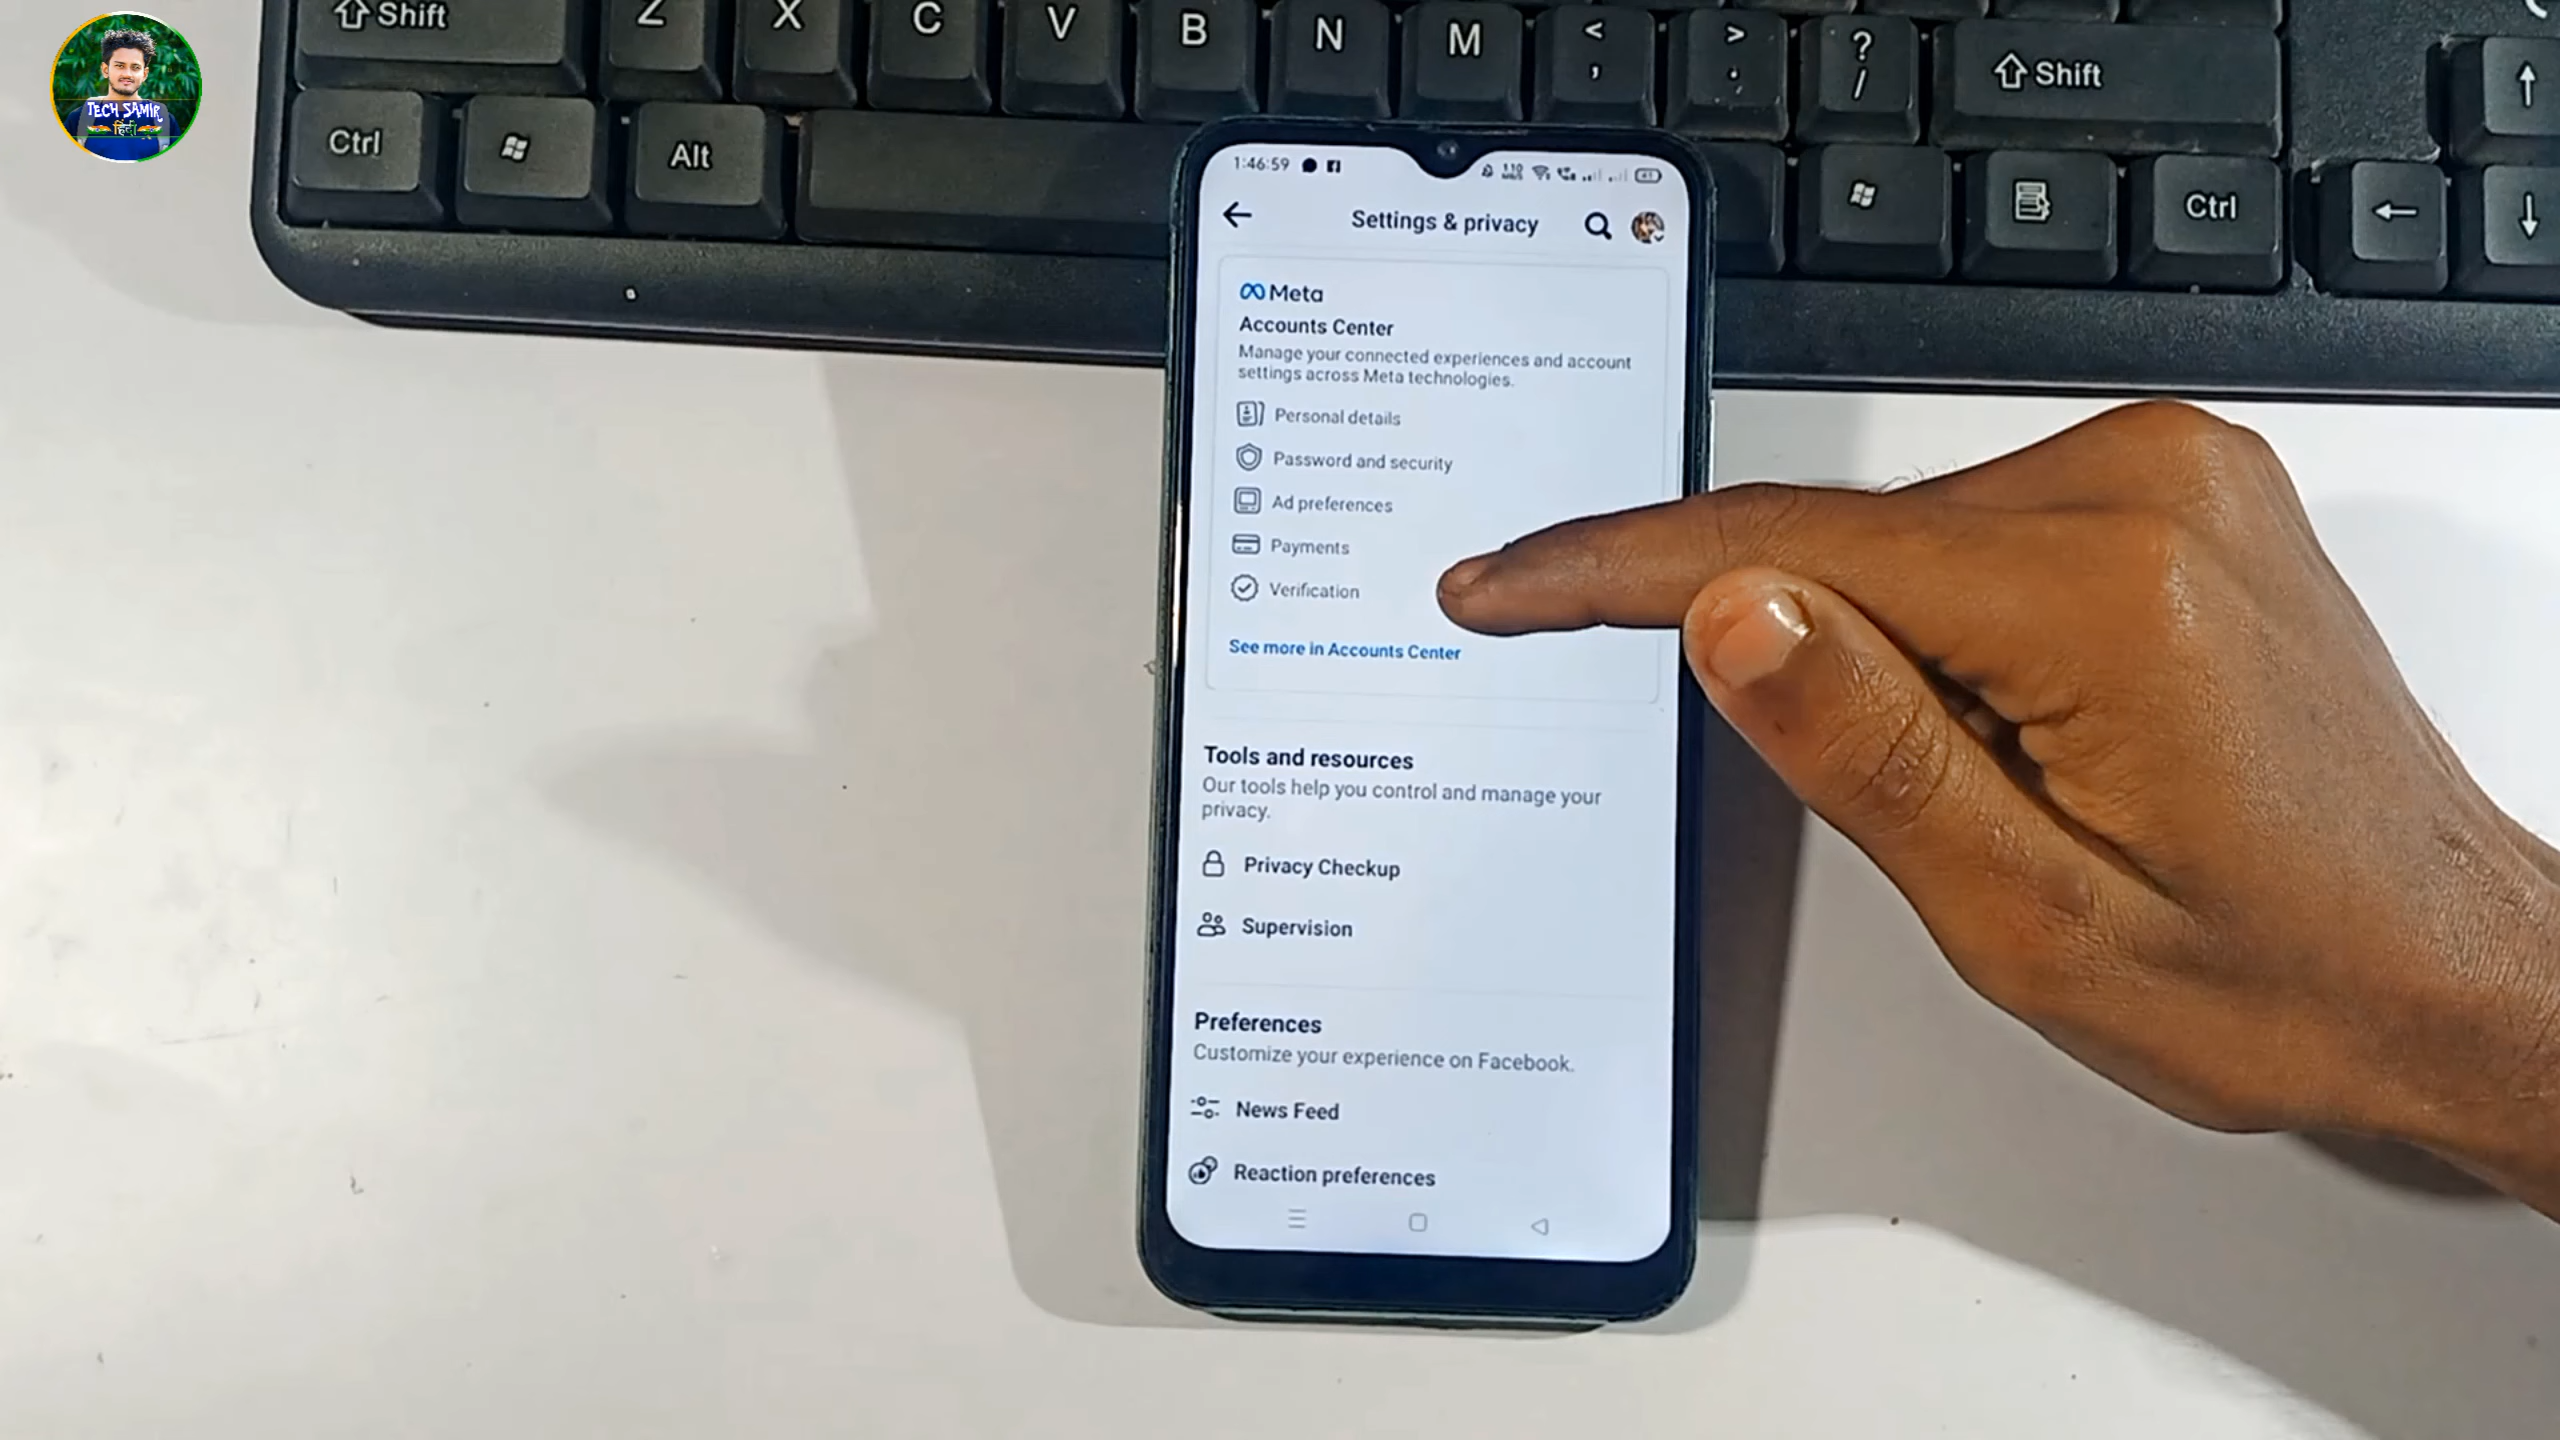 Shift
Z
X
C
V
B
N
M
<
,
>
.
?
/
Shift
Ctrl
Alt
Ctrl
TECH SAMIR
हिंदी
1:46:59
Settings & privacy
Meta
Accounts Center
Manage your connected experiences and account
settings across Meta technologies.
Personal details
Password and security
Ad preferences
Payments
Verification
See more in Accounts Center
Tools and resources
Our tools help you control and manage your
privacy.
Privacy Checkup
Supervision
Preferences
Customize your experience on Facebook.
News Feed
Reaction preferences